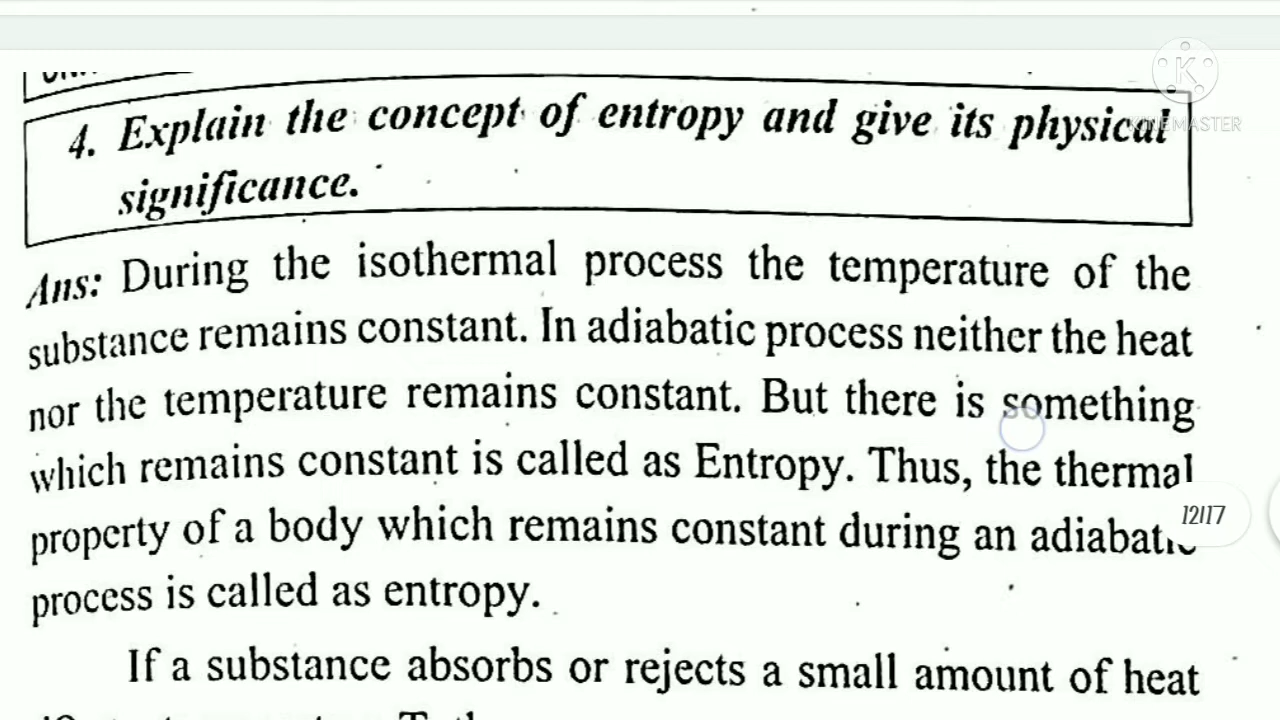 4. Explain the concept of entropy and give its physical
significance.
KINEMASTER
Ans: During the isothermal process the temperature of the
substance remains constant. In adiabatic process neither the heat
nor the temperature remains constant. But there is something
which remains constant is called as Entropy. Thus, the thermal
property of a body which remains constant during an adiabatic
12/17
process is called as entropy.
If a substance absorbs or rejects a small amount of heat